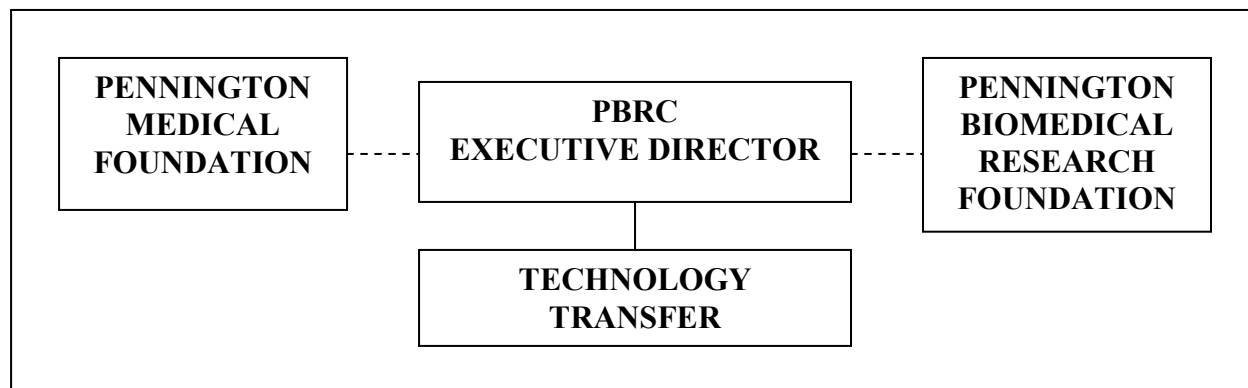 PENNINGTON
MEDICAL
FOUNDATION
PBRC
EXECUTIVE DIRECTOR
PENNINGTON
BIOMEDICAL
RESEARCH
FOUNDATION
TECHNOLOGY
TRANSFER